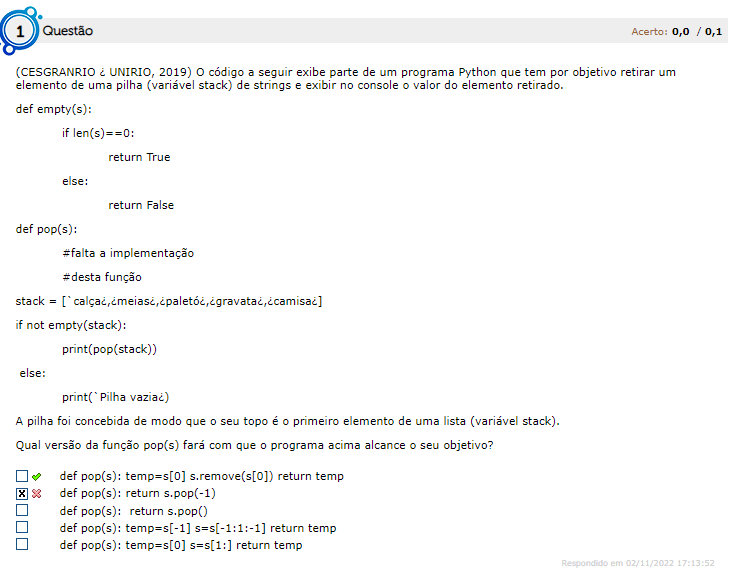 1 Questão Acerto: 0,0 / 0,1
(CESGRANRIO ¿ UNIRIO, 2019) O código a seguir exibe parte de um programa Python que tem por objetivo retirar um
elemento de uma pilha (variável stack) de strings e exibir no console o valor do elemento retirado.
def empty(s):
if len(s)==0:
return True
else:
return False
def pop(s):
#falta a implementação
#desta função
stack = [`calça¿,¿meias¿,¿paletó¿,¿gravata¿,¿camisa¿]
if not empty(stack):
print(pop(stack))
else:
print(`Pilha vazia¿)
A pilha foi concebida de modo que o seu topo é o primeiro elemento de uma lista (variável stack).
Qual versão da função pop(s) fará com que o programa acima alcance o seu objetivo?
def pop(s): temp=s[0] s.remove(s[0]) return temp
X def pop(s): return s.pop(-1)
def pop(s): return s.pop()
def pop(s): temp=s[-1] s=s[-1:1:-1] return temp
def pop(s): temp=s[0] s=s[1:] return temp
Respondido em 02/11/2022 17:13:52